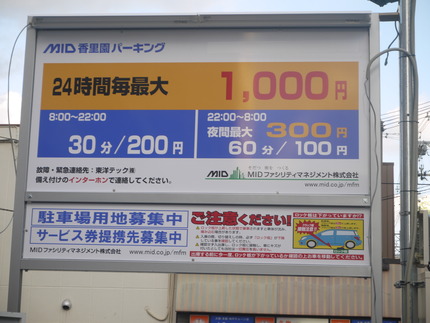 MID 香里園パーキング
24時間毎最大 1,000円
8:00~22:00
30分/200円
22:00~8:00
夜間最大 300円
60分/100円
故障・緊急連絡先:東洋テック㈱
備え付けのインターホンで連絡してください。
MID MIDファシリティマネジメント株式会社
www.mid.co.jp/mfm
駐車場用地募集中
サービス券提携先募集中
MIDファシリティマネジメント株式会社 www.mid.co.jp/mfm
ご注意ください!